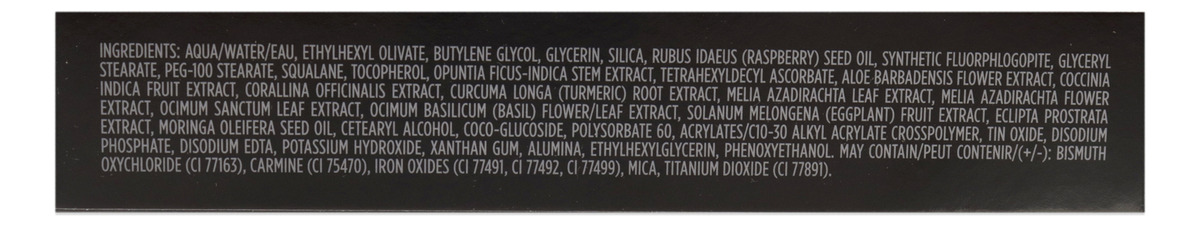 INGREDIENTS: AQUA/WATER/EAU, ETHYLHEXYL OLIVATE, BUTYLENE GLYCOL, GLYCERIN, SILICA, RUBUS IDAEUS (RASPBERRY) SEED OIL, SYNTHETIC FLUORPHLOGOPITE, GLYCERYL
STEARATE, PEG-100 STEARATE, SQUALANE, TOCOPHEROL, OPUNTIA FICUS-INDICA STEM EXTRACT, TETRAHEXYLDECYL ASCORBATE, ALOE BARBADENSIS FLOWER EXTRACT, COCCINIA
INDICA FRUIT EXTRACT, CORALLINA OFFICINALIS EXTRACT, CURCUMA LONGA (TURMERIC) ROOT EXTRACT, MELIA AZADIRACHTA LEAF EXTRACT, MELIA AZADIRACHTA FLOWER
EXTRACT, OCIMUM SANCTUM LEAF EXTRACT, OCIMUM BASILICUM (BASIL) FLOWER/LEAF EXTRACT, SOLANUM MELONGENA (EGGPLANT) FRUIT EXTRACT, ECLIPTA PROSTRATA
EXTRACT, MORINGA OLEIFERA SEED OIL, CETEARYL ALCOHOL, COCO-GLUCOSIDE, POLYSORBATE 60, ACRYLATES/C10-30 ALKYL ACRYLATE CROSSPOLYMER, TIN OXIDE, DISODIUM
PHOSPHATE, DISODIUM EDTA, POTASSIUM HYDROXIDE, XANTHAN GUM, ALUMINA, ETHYLHEXYLGLYCERIN, PHENOXYETHANOL. MAY CONTAIN/PEUT CONTENIR/(+/-): BISMUTH
OXYCHLORIDE (CI 77163), CARMINE (CI 75470), IRON OXIDES (CI 77491, CI 77492, CI 77499), MICA, TITANIUM DIOXIDE (CI 77891).